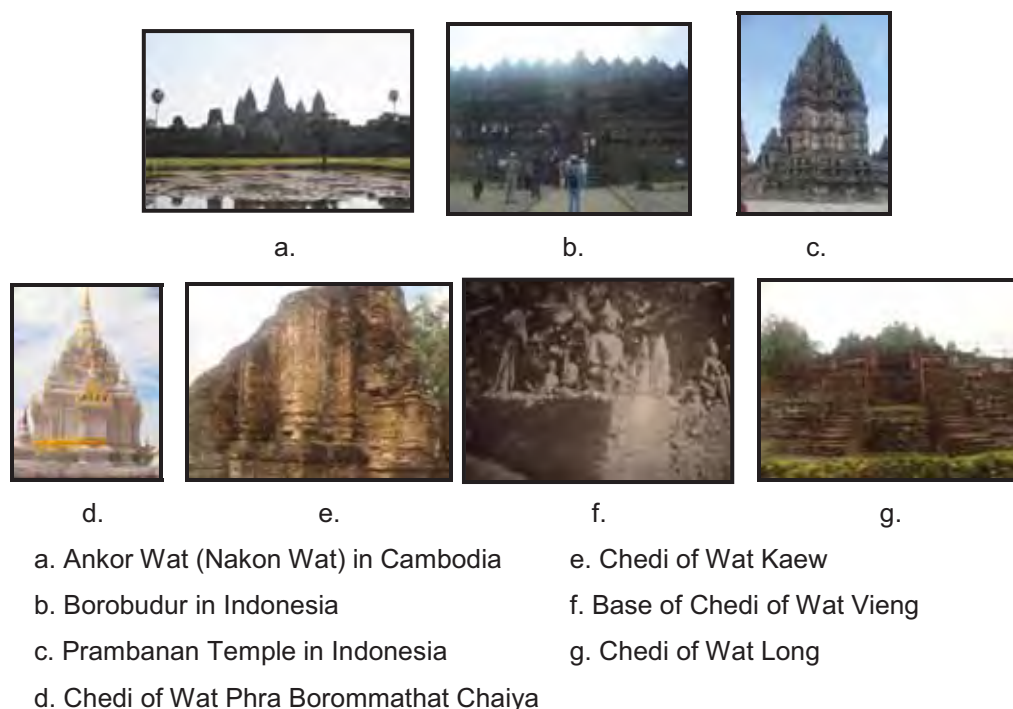 a.
b.
c.
d.
e.
f.
g.
a. Ankor Wat (Nakon Wat) in Cambodia
e. Chedi of Wat Kaew
b. Borobudur in Indonesia
f. Base of Chedi of Wat Vieng
c. Prambanan Temple in Indonesia
g. Chedi of Wat Long
d. Chedi of Wat Phra Borommathat Chaiya